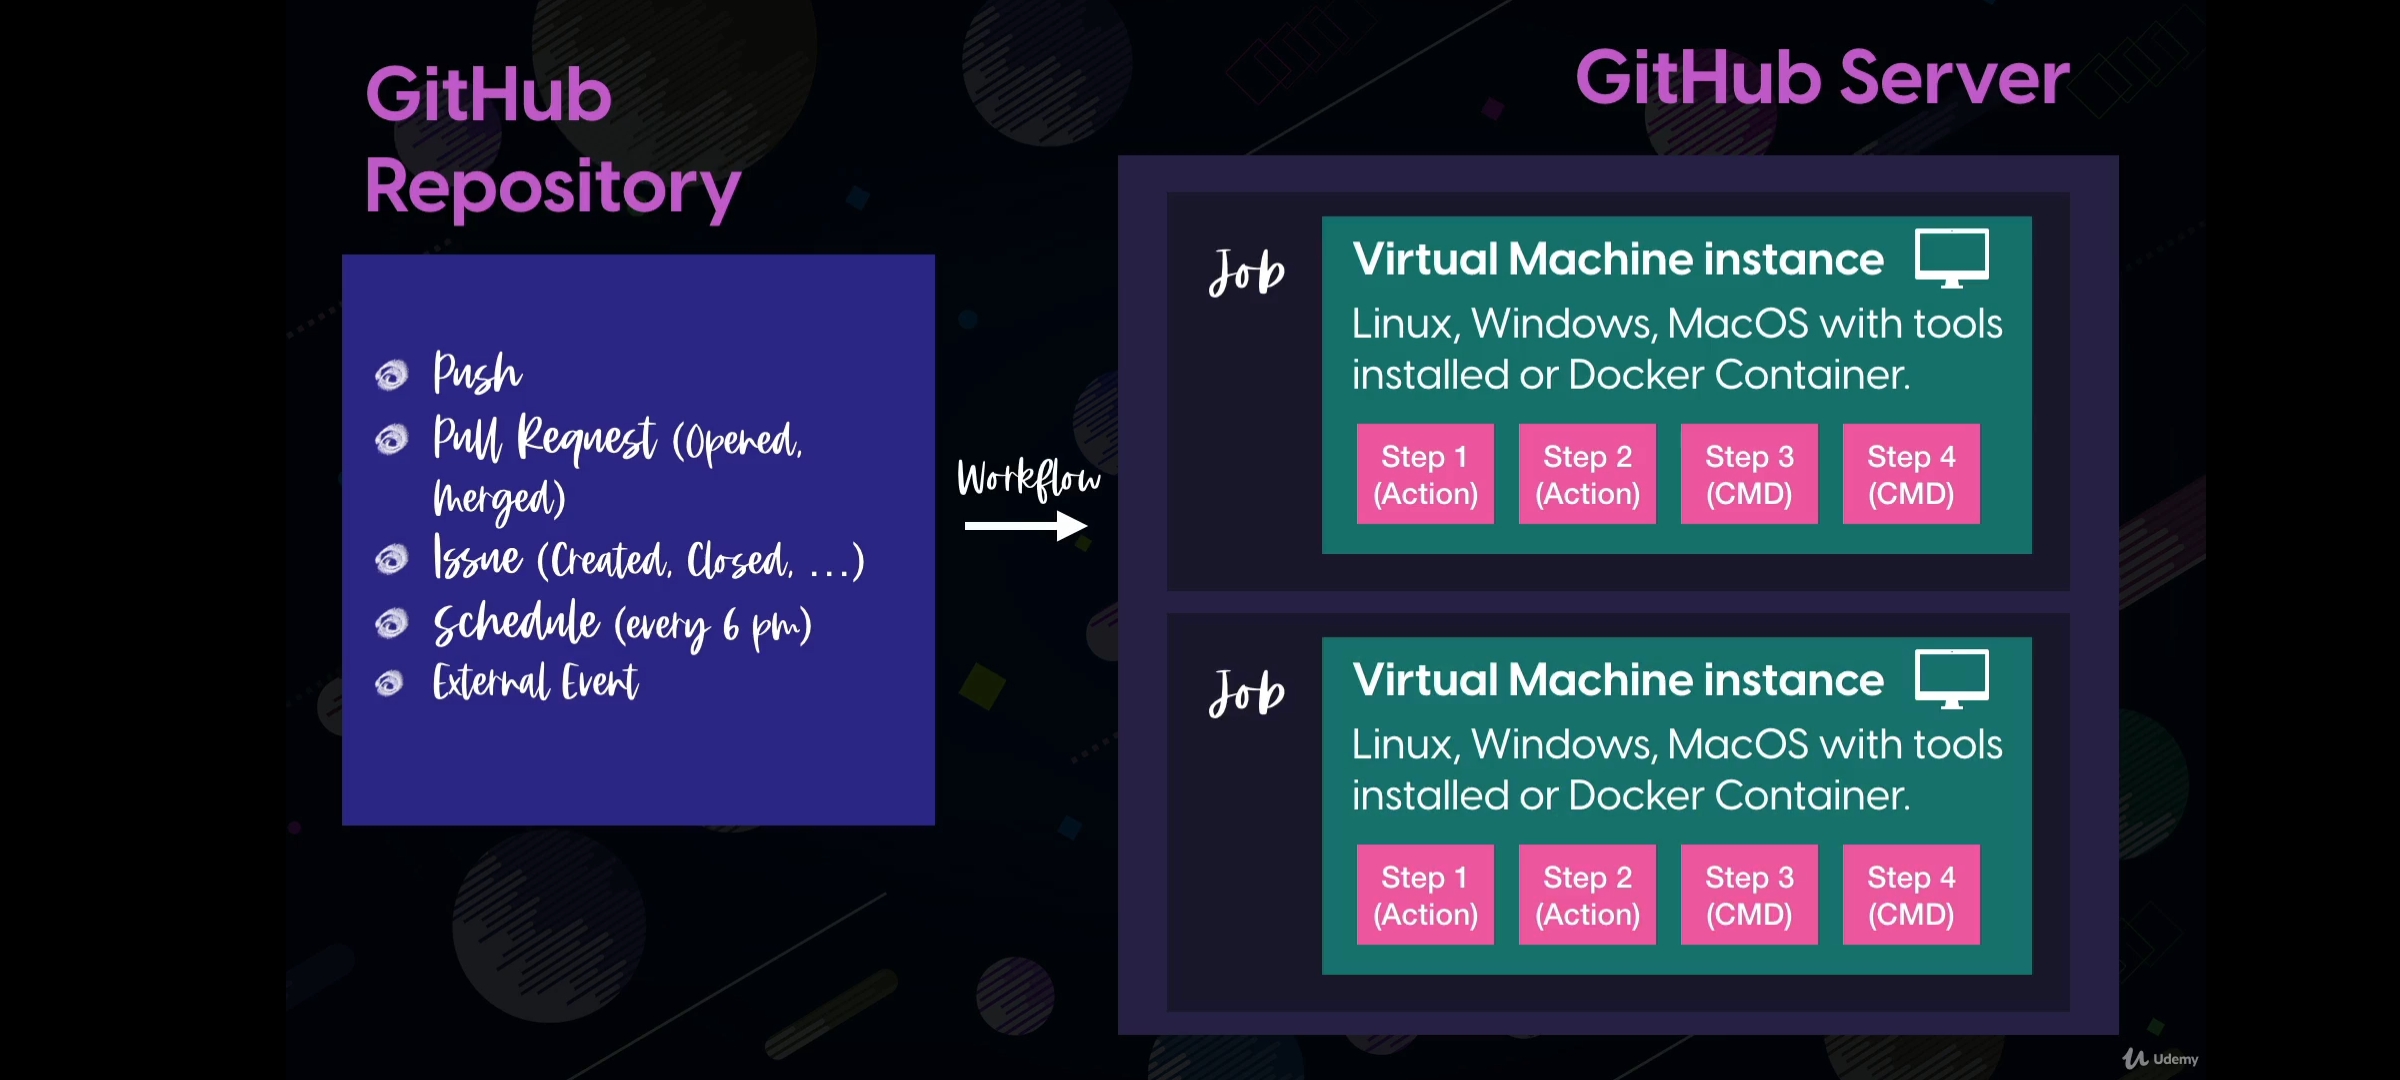 GitHub
Repository
Push
Pull Request (Opened,
merged)
Issue (Created, Closed, ...)
Schedule (every 6 pm)
External Event
Workflow
GitHub Server
Job
Virtual Machine instance
Linux, Windows, MacOS with tools
installed or Docker Container.
Step 1
(Action)
Step 2
(Action)
Step 3
(CMD)
Step 4
(CMD)
Job
Virtual Machine instance
Linux, Windows, MacOS with tools
installed or Docker Container.
Step 1
(Action)
Step 2
(Action)
Step 3
(CMD)
Step 4
(CMD)
Udemy